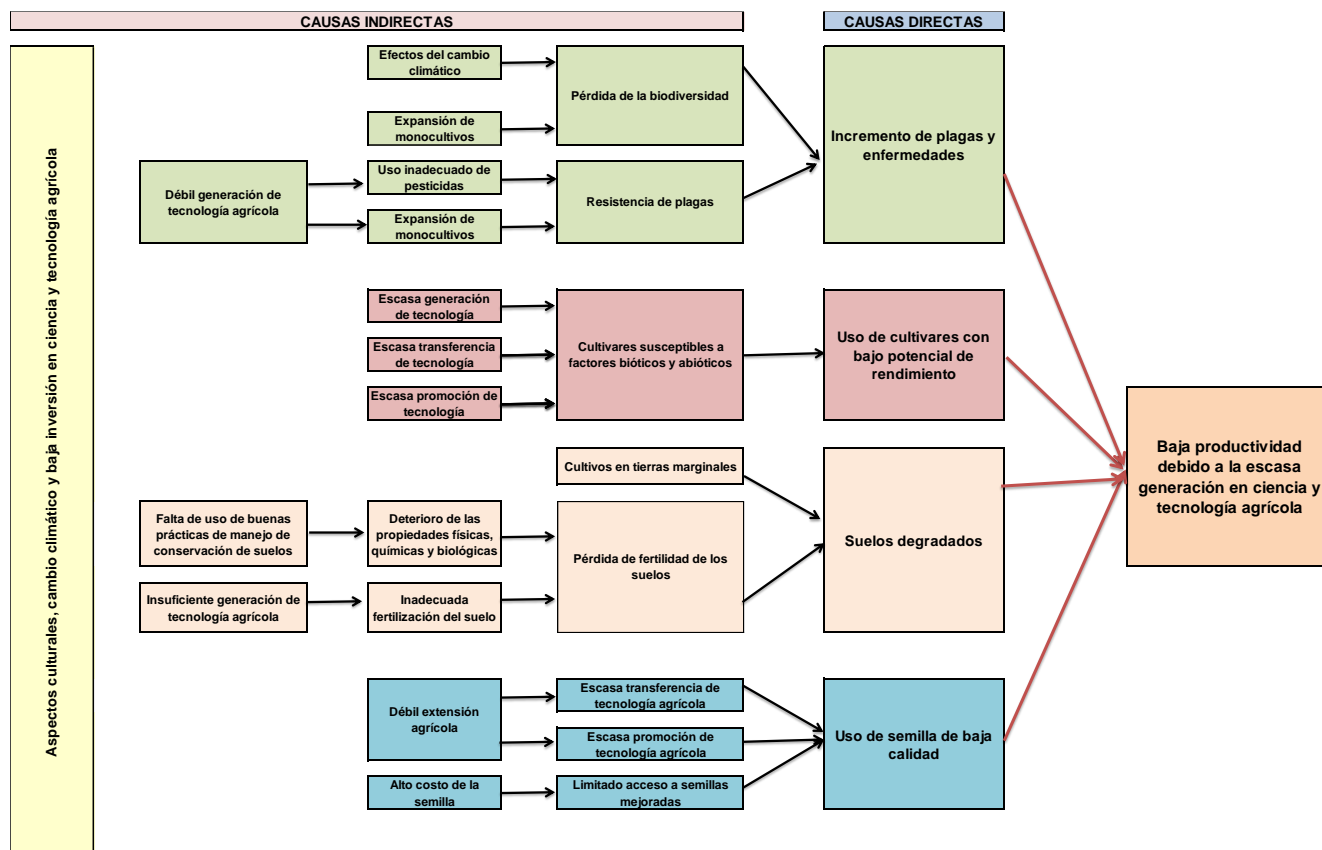 CAUSAS INDIRECTAS
CAUSAS DIRECTAS
Aspectos culturales, cambio climático y baja inversión en ciencia y tecnología agrícola
Efectos del cambio
climático
Pérdida de la biodiversidad
Expansión de
monocultivos
Incremento de plagas y
enfermedades
Débil generación de
tecnología agrícola
Uso inadecuado de
pesticidas
Resistencia de plagas
Expansión de
monocultivos
Escasa generación
de tecnología
Escasa transferencia
de tecnología
Escasa promoción de
tecnología
Cultivares susceptibles a
factores bióticos y abióticos
Uso de cultivares con
bajo potencial de
rendimiento
Baja productividad
debido a la escasa
generación en ciencia y
tecnología agrícola
Cultivos en tierras marginales
Falta de uso de buenas
prácticas de manejo de
conservación de suelos
Deterioro de las
propiedades físicas,
químicas y biológicas
Pérdida de fertilidad de los
suelos
Suelos degradados
Insuficiente generación de
tecnología agrícola
Inadecuada
fertilización del suelo
Débil extensión
agrícola
Escasa transferencia de
tecnología agrícola
Escasa promoción de
tecnología agrícola
Uso de semilla de baja
calidad
Alto costo de la
semilla
Limitado acceso a semillas
mejoradas